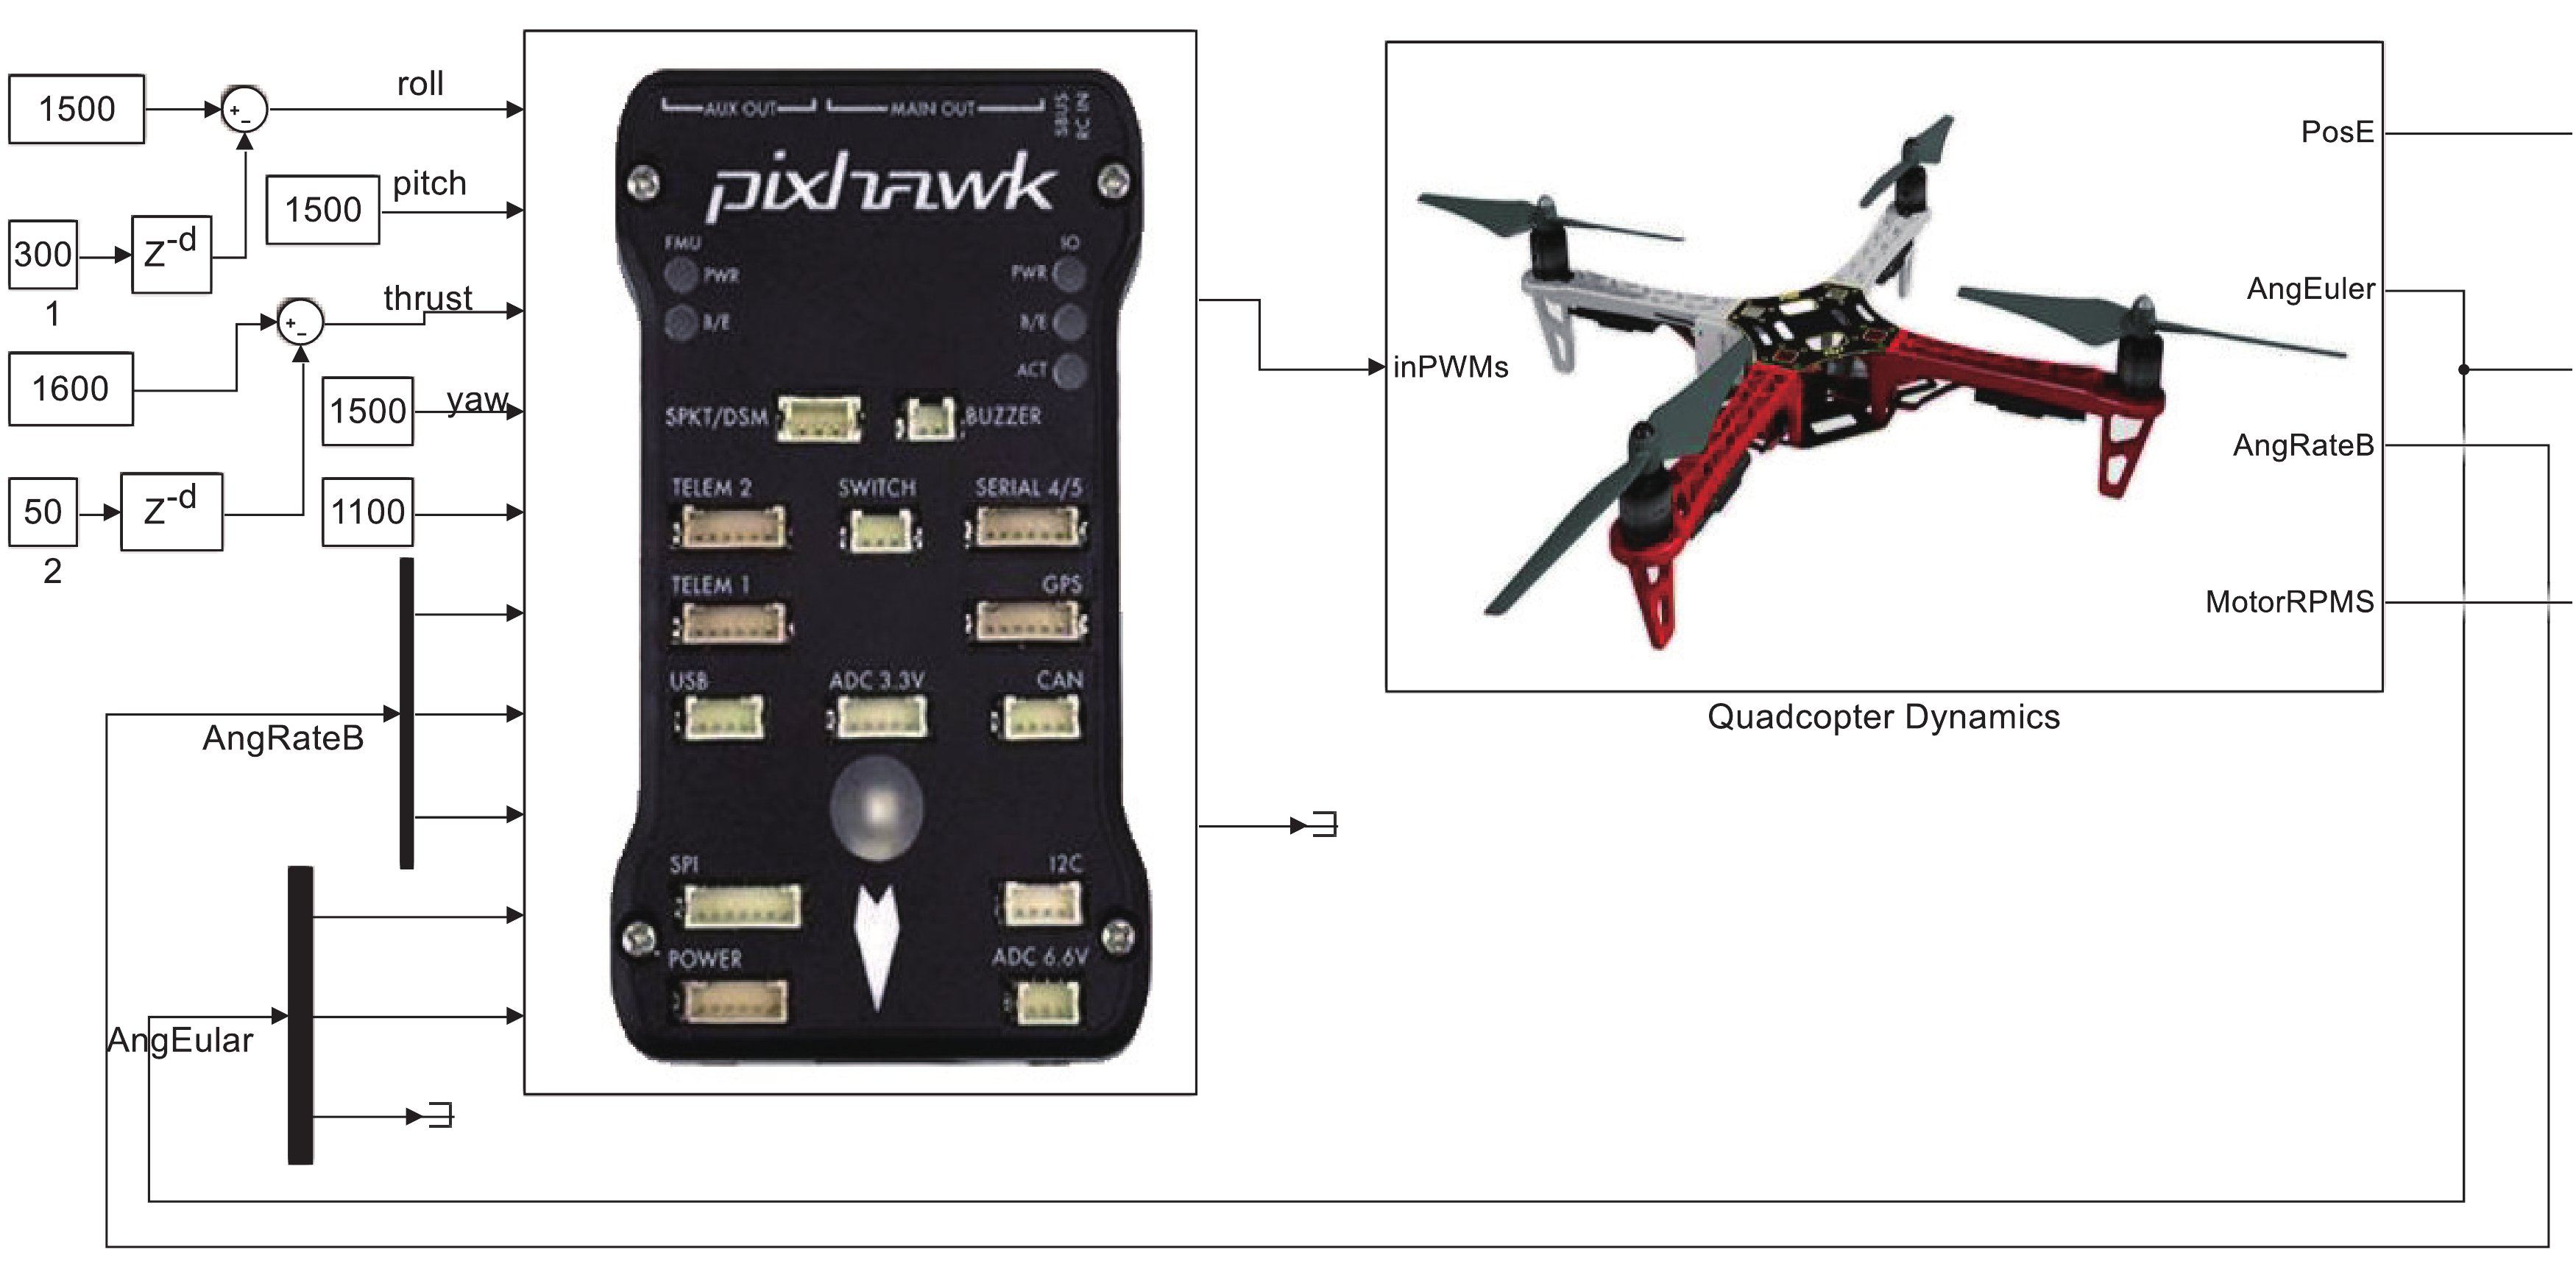 1500
+
−
roll
1500
pitch
300
Z-d
1
thrust
+
−
1600
1500
yaw
50
Z-d
2
1100
AngRateB
AngEular
AUX OUT
MAIN OUT
SBUS
RC IN
pixhawk
FMU
IO
PWR
PWR
B/E
B/E
ACT
SPKT/DSM
BUZZER
TELEM 2
SWITCH
SERIAL 4/5
TELEM 1
GPS
USB
ADC 3.3V
CAN
SPI
I2C
POWER
ADC 6.6V
inPWMs
PosE
AngEuler
AngRateB
MotorRPMS
Quadcopter Dynamics